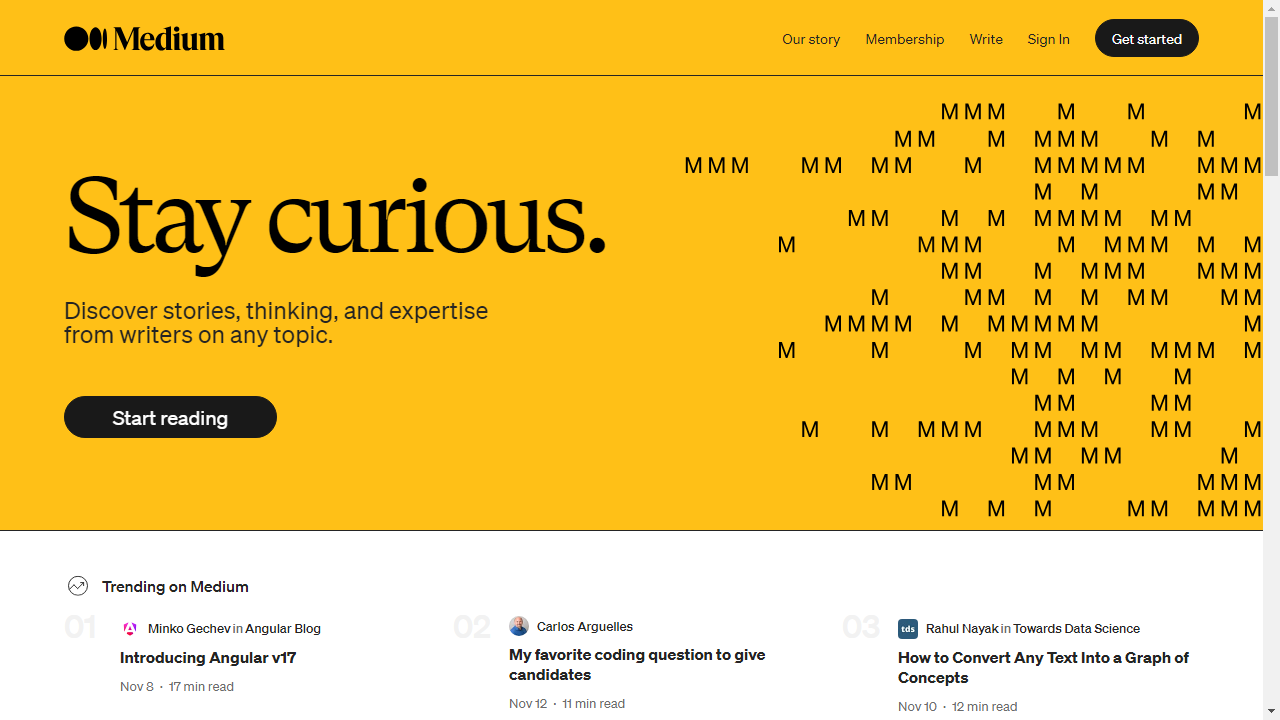 Medium
Our story Membership Write Sign In Get started
M M M M M M
M M M M M M M M
M M M M M M M M M M M M M M M M
M M M M
M M M M M M M M M M
M M M M M M M M M M
M M M M M M M M M
M M M M M M M M M M
M M M M M M M M M M M
M M M M M M M M M M M
M M M M
M M M M
M M M M M M M M M M M
M M M M M
M M M M M M M
M M M M M M M M
Stay curious.
Discover stories, thinking, and expertise
from writers on any topic.
Start reading
Trending on Medium
01
Minko Gechev in Angular Blog
Introducing Angular v17
Nov 8 · 17 min read
02
Carlos Arguelles
My favorite coding question to give
candidates
Nov 12 · 11 min read
03
tds
Rahul Nayak in Towards Data Science
How to Convert Any Text Into a Graph of
Concepts
Nov 10 · 12 min read